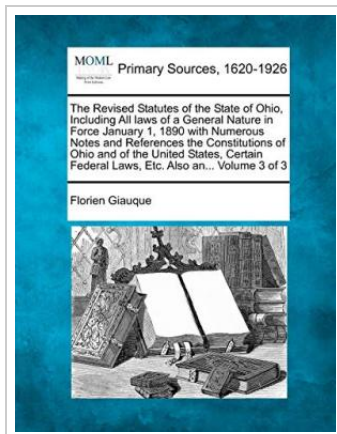 MOML
Primary Sources, 1620-1926
The Revised Statutes of the State of Ohio,
Including All laws of a General Nature in
Force January 1, 1890 with Numerous
Notes and References the Constitutions of
Ohio and of the United States, Certain
Federal Laws, Etc. Also an... Volume 3 of 3
Florien Giauque